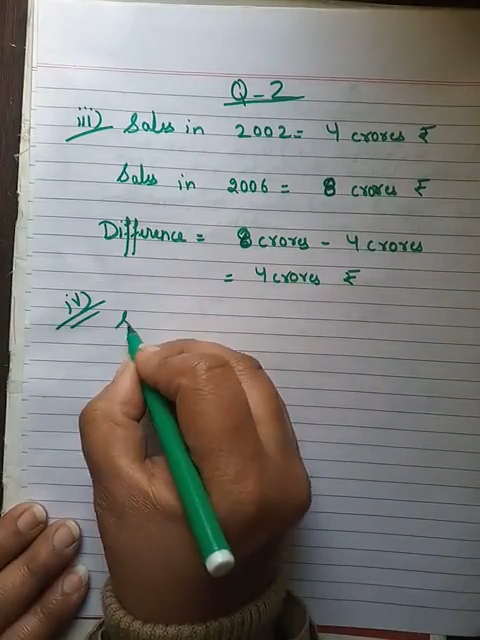 Q-2
iii) Sales in 2002 = 4 crores ₹
Sales in 2006 = 8 crores ₹
Difference = 8 crores - 4 crores
= 4 crores ₹
iv)